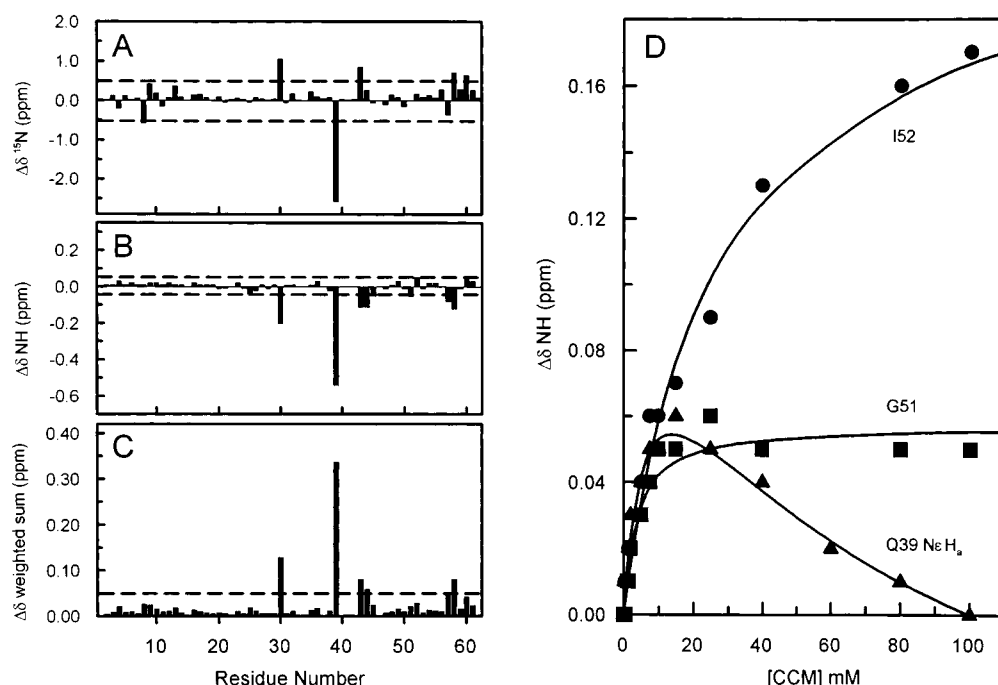 A
Δδ ¹⁵N (ppm)
2.0
1.0
0.0
-1.0
-2.0
B
Δδ NH (ppm)
0.2
0.0
-0.2
-0.4
-0.6
C
Δδ weighted sum (ppm)
0.40
0.30
0.20
0.10
0.00
10 20 30 40 50 60
Residue Number
D
Δδ NH (ppm)
0.16
0.12
0.08
0.04
0.00
I52
G51
Q39 Nε Hₐ
0 20 40 60 80 100
[CCM] mM